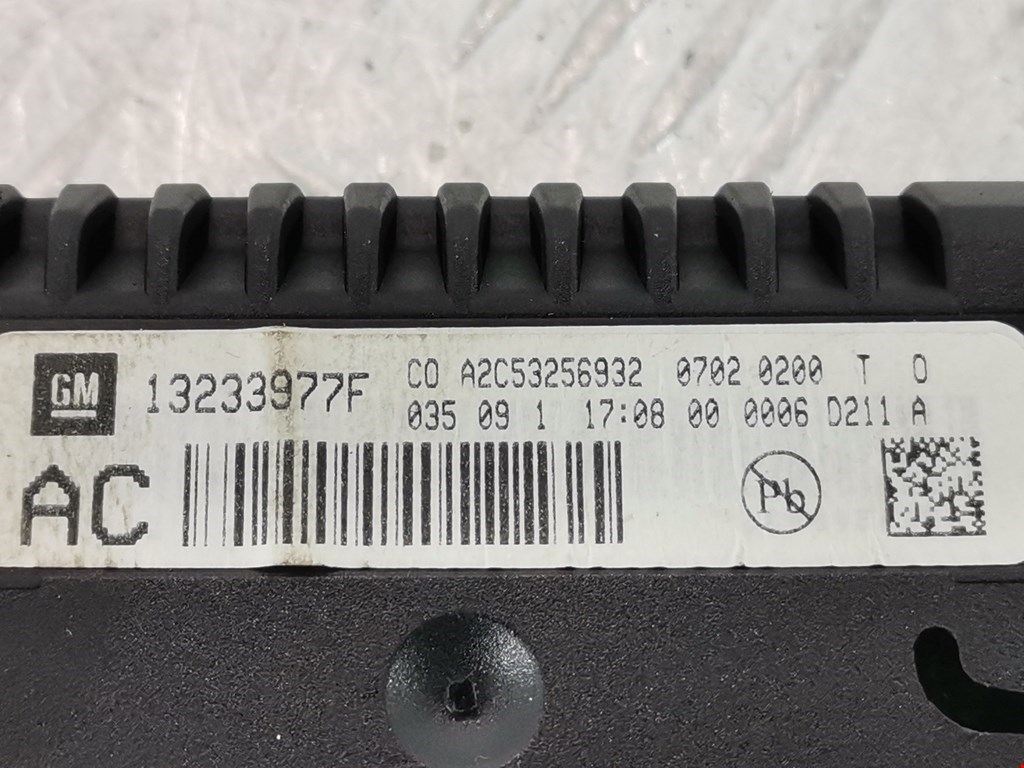 GM 13233977F CO A2C53256932 0702 0200 T 0
035 09 1 17:08 00 0006 D211 A
AC
Pb